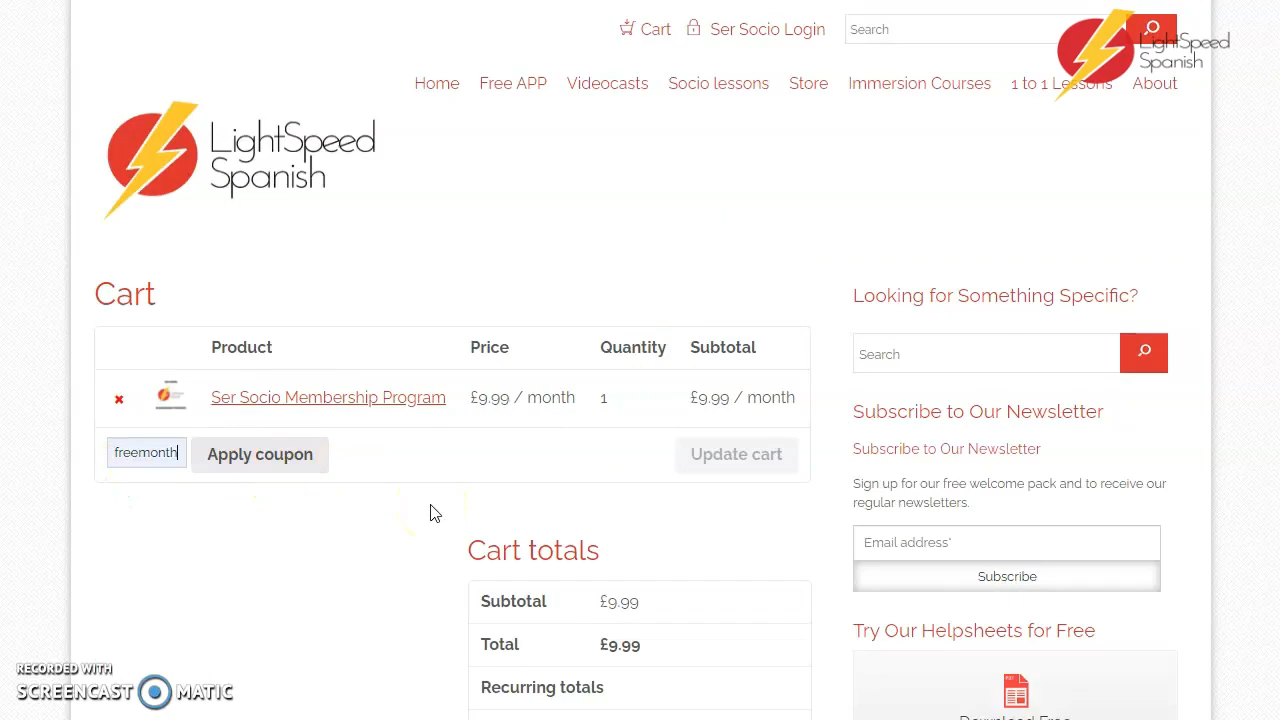 Cart Ser Socio Login Search
LightSpeed
Spanish
Home Free APP Videocasts Socio lessons Store Immersion Courses 1 to 1 Lessons About
LightSpeed
Spanish
Cart
Product Price Quantity Subtotal
Ser Socio Membership Program £9.99 / month 1 £9.99 / month
freemonth Apply coupon Update cart
Cart totals
Subtotal £9.99
Total £9.99
Recurring totals
Looking for Something Specific?
Search
Subscribe to Our Newsletter
Subscribe to Our Newsletter
Sign up for our free welcome pack and to receive our
regular newsletters.
Email address*
Subscribe
Try Our Helpsheets for Free
Download Free
RECORDED WITH
SCREENCAST MATIC